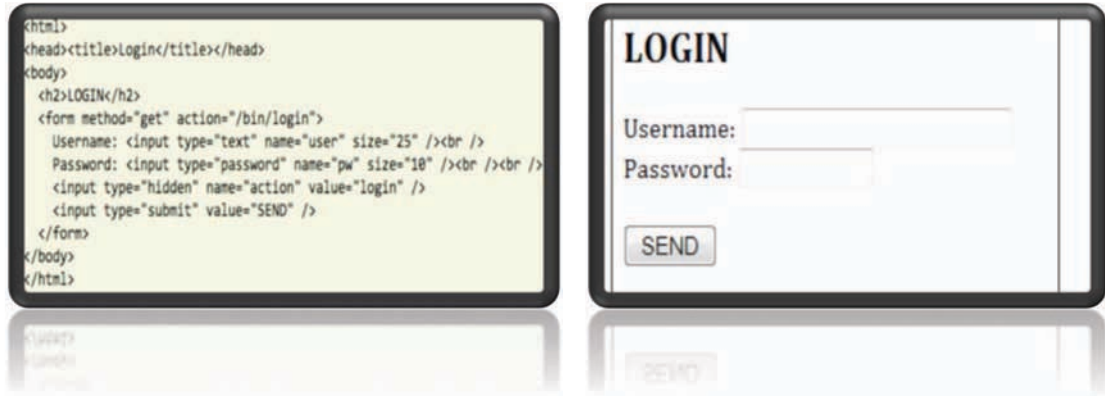 <html>
<head><title>Login</title></head>
<body>
<h2>LOGIN</h2>
<form method="get" action="/bin/login">
Username: <input type="text" name="user" size="25" /><br />
Password: <input type="password" name="pw" size="10" /><br /><br />
<input type="hidden" name="action" value="login" />
<input type="submit" value="SEND" />
</form>
</body>
</html>
LOGIN
Username:
Password:
SEND